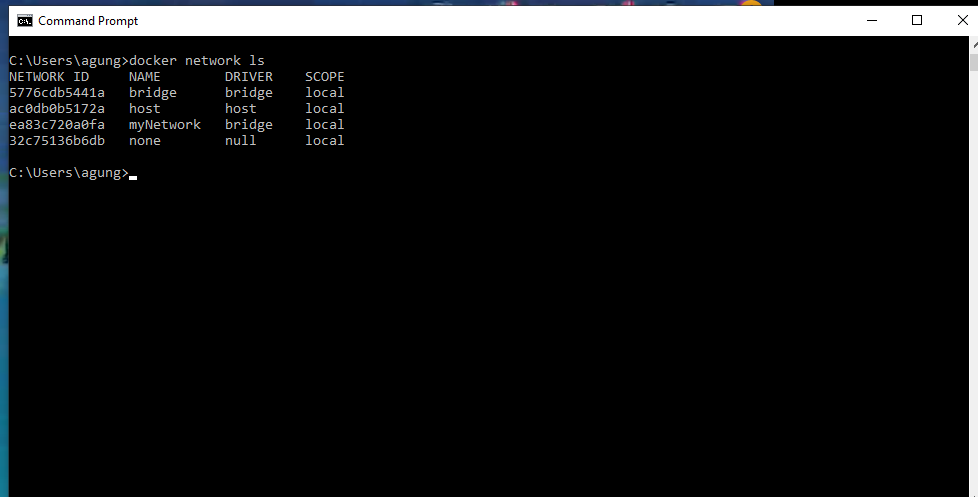 Command Prompt
C:\Users\agung>docker network ls
NETWORK ID     NAME        DRIVER    SCOPE
5776cdb5441a   bridge      bridge    local
ac0db0b5172a   host        host      local
ea83c720a0fa   myNetwork   bridge    local
32c75136b6db   none        null      local
C:\Users\agung>